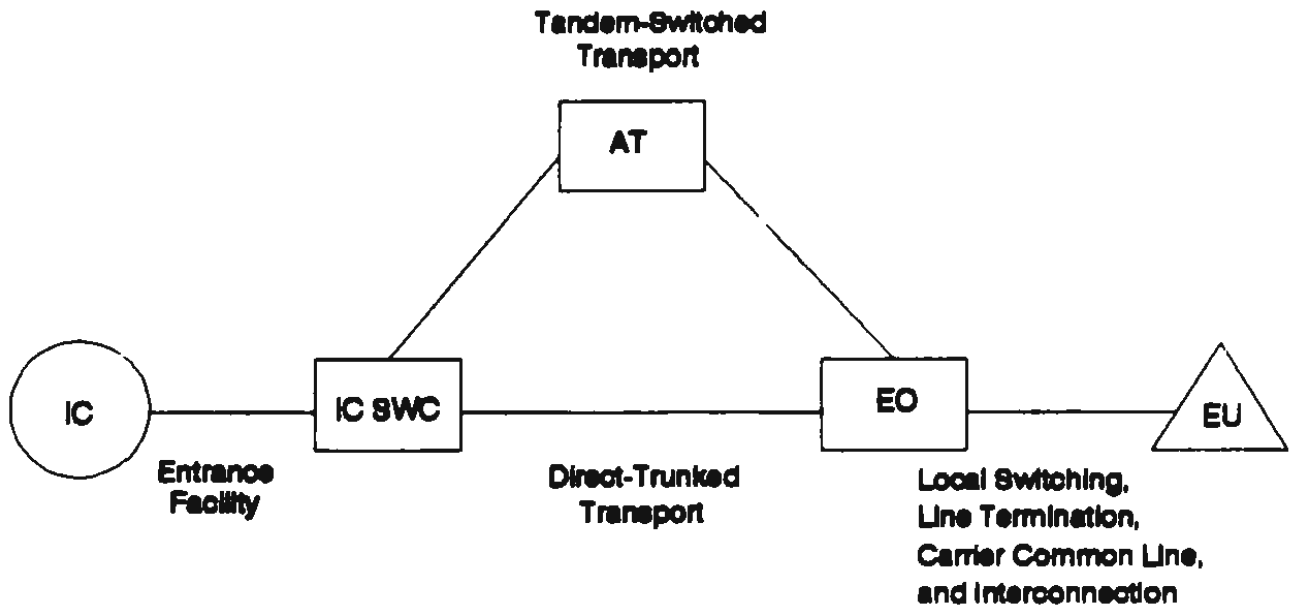 Tandem-Switched
Transport
AT
IC
IC SWC
EO
EU
Entrance
Facility
Direct-Trunked
Transport
Local Switching,
Line Termination,
Carrier Common Line,
and Interconnection